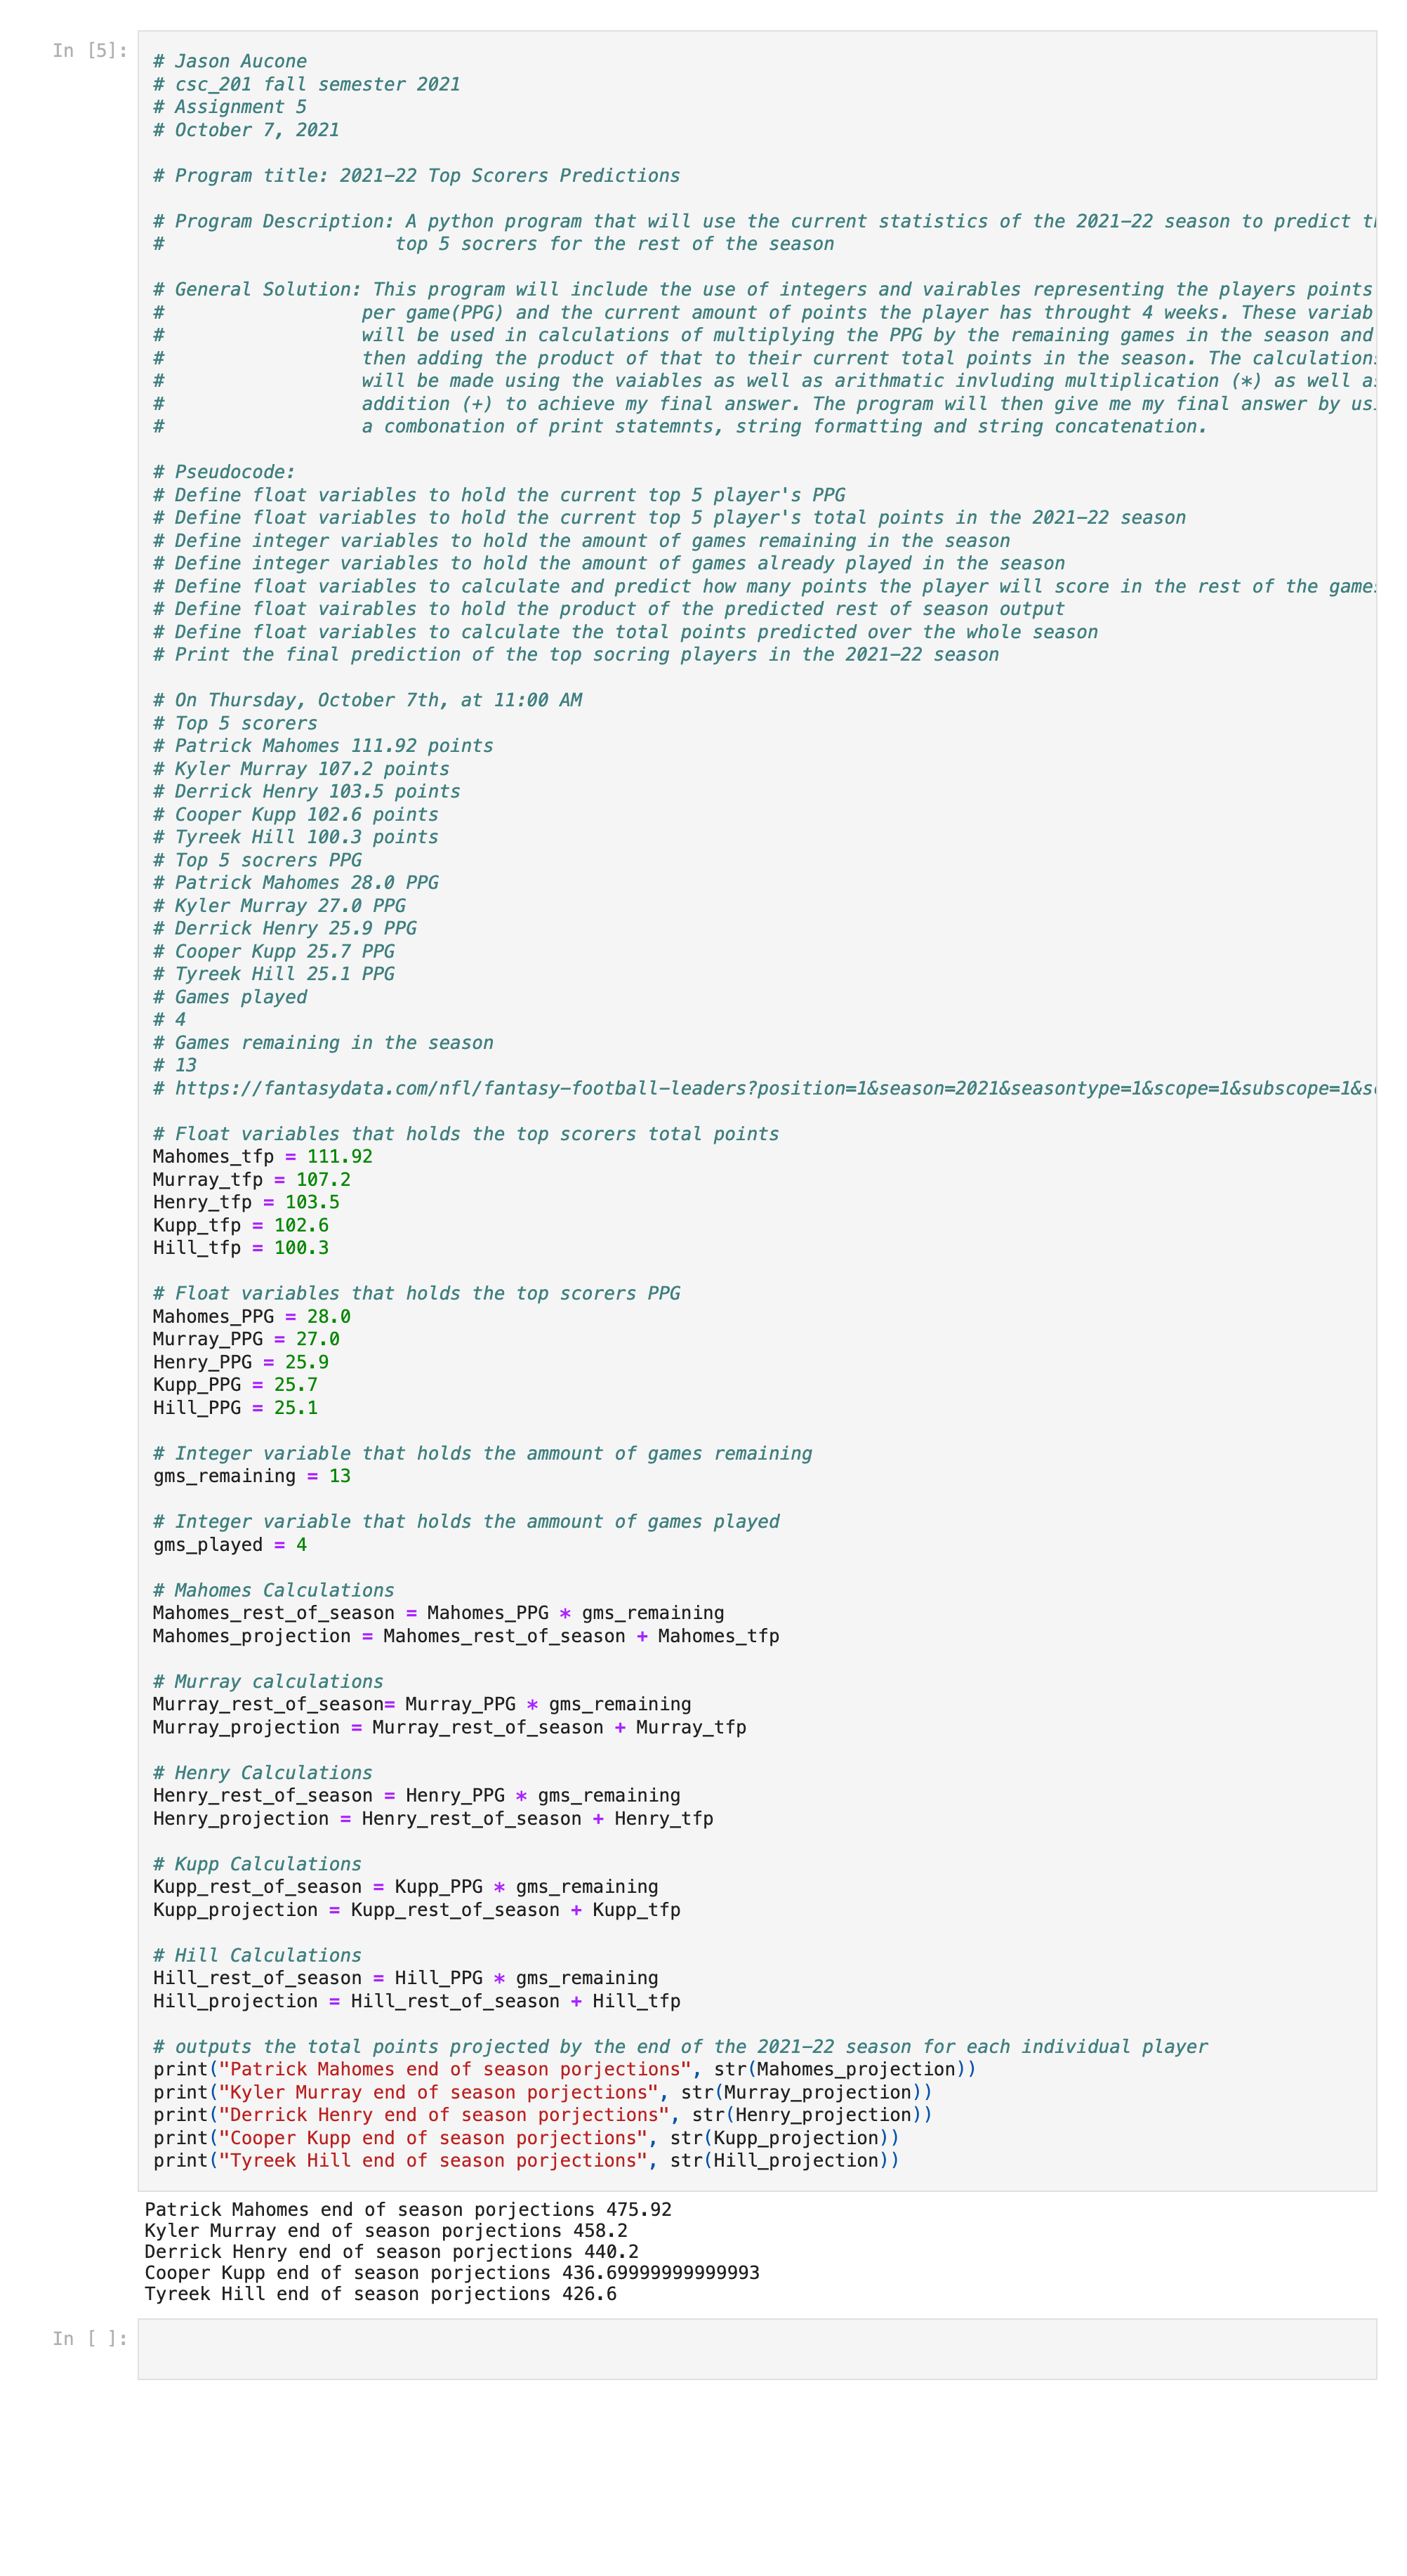 In [5]:
# Jason Aucone
# csc_201 fall semester 2021
# Assignment 5
# October 7, 2021
# Program title: 2021-22 Top Scorers Predictions
# Program Description: A python program that will use the current statistics of the 2021-22 season to predict
# top 5 socrers for the rest of the season
# General Solution: This program will include the use of integers and vairables representing the players points
# per game(PPG) and the current amount of points the player has throught 4 weeks. These variab
# will be used in calculations of multiplying the PPG by the remaining games in the season and
# then adding the product of that to their current total points in the season. The calculation
# will be made using the vaiables as well as arithmatic invluding multiplication (*) as well a
# addition (+) to achieve my final answer. The program will then give me my final answer by us
# a combonation of print statemnts, string formatting and string concatenation.
# Pseudocode:
# Define float variables to hold the current top 5 player's PPG
# Define float variables to hold the current top 5 player's total points in the 2021-22 season
# Define integer variables to hold the amount of games remaining in the season
# Define integer variables to hold the amount of games already played in the season
# Define float variables to calculate and predict how many points the player will score in the rest of the game
# Define float vairables to hold the product of the predicted rest of season output
# Define float variables to calculate the total points predicted over the whole season
# Print the final prediction of the top socring players in the 2021-22 season
# On Thursday, October 7th, at 11:00 AM
# Top 5 scorers
# Patrick Mahomes 111.92 points
# Kyler Murray 107.2 points
# Derrick Henry 103.5 points
# Cooper Kupp 102.6 points
# Tyreek Hill 100.3 points
# Top 5 socrers PPG
# Patrick Mahomes 28.0 PPG
# Kyler Murray 27.0 PPG
# Derrick Henry 25.9 PPG
# Cooper Kupp 25.7 PPG
# Tyreek Hill 25.1 PPG
# Games played
# 4
# Games remaining in the season
# 13
# https://fantasydata.com/nfl/fantasy-football-leaders?position=1&season=2021&seasontype=1&scope=1&subscope=1&s
# Float variables that holds the top scorers total points
Mahomes_tfp = 111.92
Murray_tfp = 107.2
Henry_tfp = 103.5
Kupp_tfp = 102.6
Hill_tfp = 100.3
# Float variables that holds the top scorers PPG
Mahomes_PPG = 28.0
Murray_PPG = 27.0
Henry_PPG = 25.9
Kupp_PPG = 25.7
Hill_PPG = 25.1
# Integer variable that holds the ammount of games remaining
gms_remaining = 13
# Integer variable that holds the ammount of games played
gms_played = 4
# Mahomes Calculations
Mahomes_rest_of_season = Mahomes_PPG * gms_remaining
Mahomes_projection = Mahomes_rest_of_season + Mahomes_tfp
# Murray calculations
Murray_rest_of_season= Murray_PPG * gms_remaining
Murray_projection = Murray_rest_of_season + Murray_tfp
# Henry Calculations
Henry_rest_of_season = Henry_PPG * gms_remaining
Henry_projection = Henry_rest_of_season + Henry_tfp
# Kupp Calculations
Kupp_rest_of_season = Kupp_PPG * gms_remaining
Kupp_projection = Kupp_rest_of_season + Kupp_tfp
# Hill Calculations
Hill_rest_of_season = Hill_PPG * gms_remaining
Hill_projection = Hill_rest_of_season + Hill_tfp
# outputs the total points projected by the end of the 2021-22 season for each individual player
print("Patrick Mahomes end of season porjections", str(Mahomes_projection))
print("Kyler Murray end of season porjections", str(Murray_projection))
print("Derrick Henry end of season porjections", str(Henry_projection))
print("Cooper Kupp end of season porjections", str(Kupp_projection))
print("Tyreek Hill end of season porjections", str(Hill_projection))
Patrick Mahomes end of season porjections 475.92
Kyler Murray end of season porjections 458.2
Derrick Henry end of season porjections 440.2
Cooper Kupp end of season porjections 436.69999999999993
Tyreek Hill end of season porjections 426.6
In [ ]: